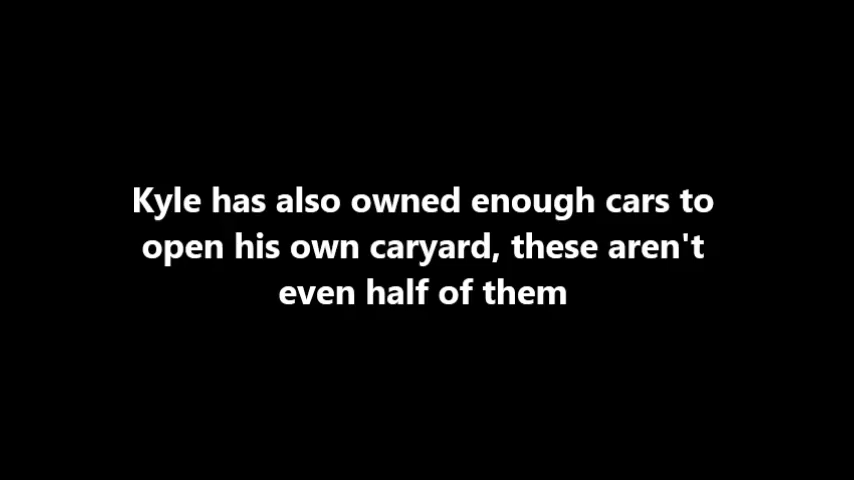 Kyle has also owned enough cars to
open his own caryard, these aren't
even half of them